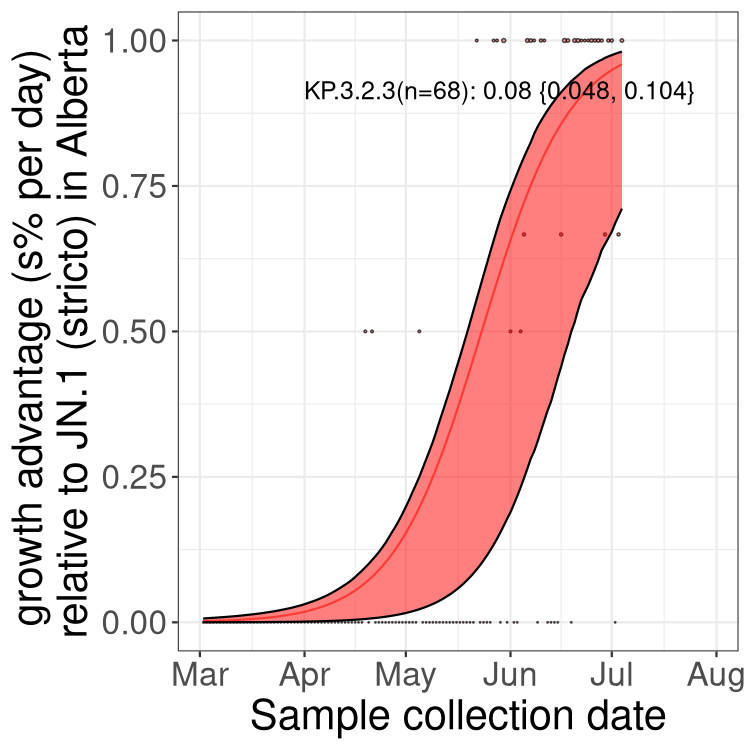 growth advantage (s% per day)
relative to JN.1 (stricto) in Alberta
1.00
0.75
0.50
0.25
0.00
KP.3.2.3(n=68): 0.08 {0.048, 0.104}
Mar Apr May Jun Jul Aug
Sample collection date